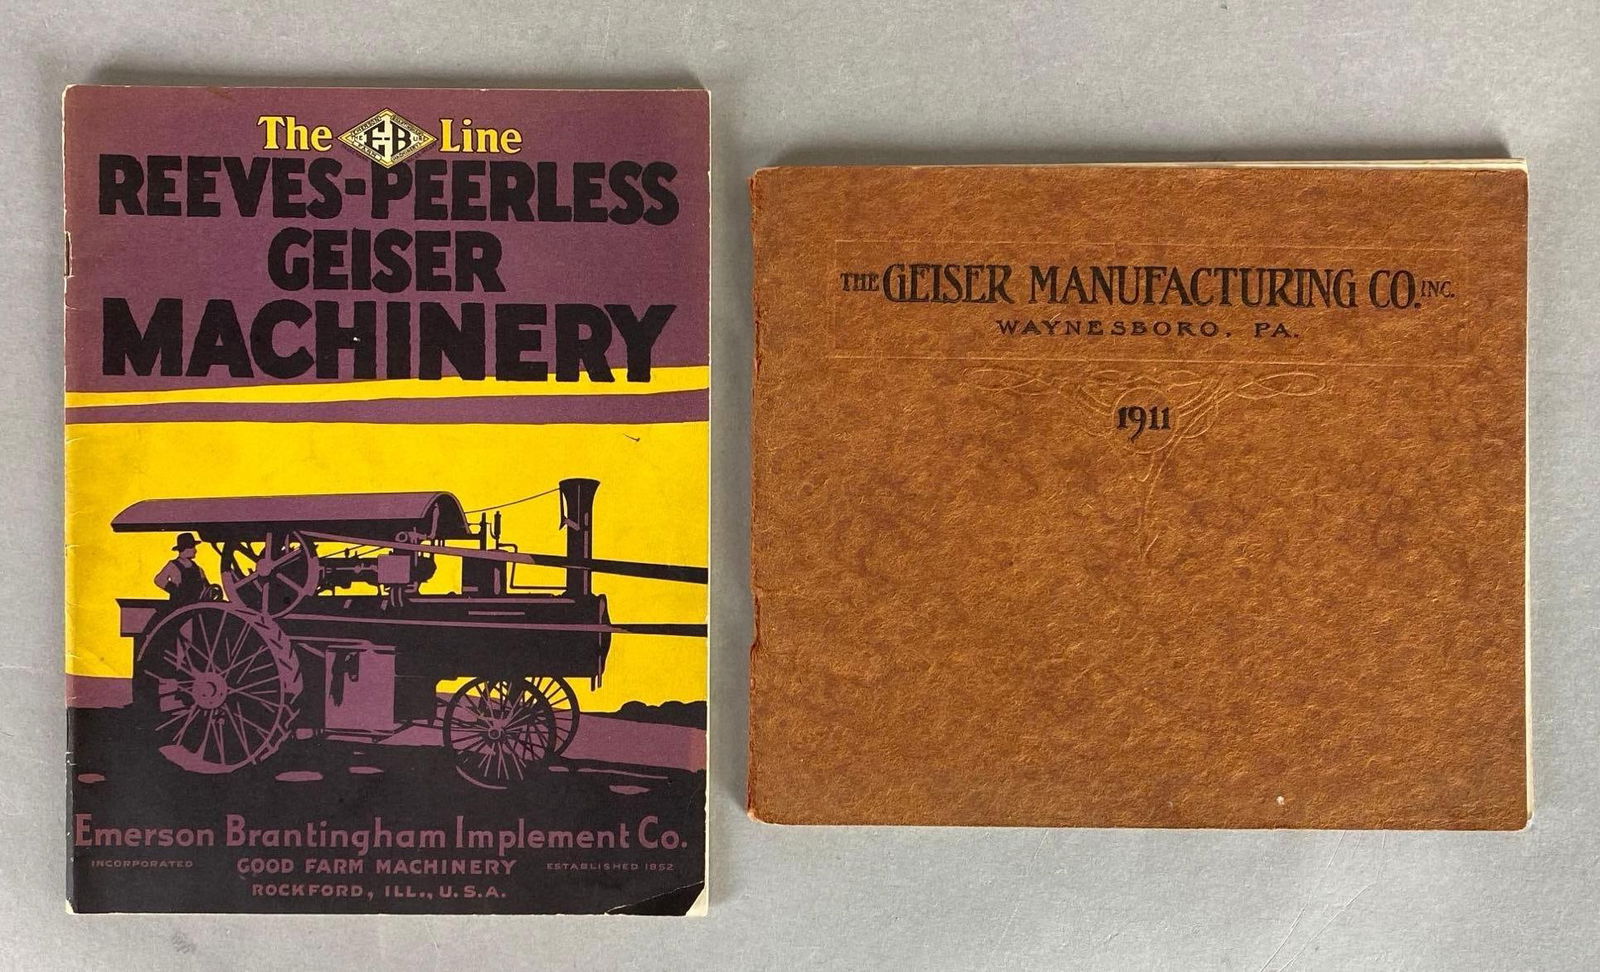 The E-B Line
REEVES-PEERLESS
GEISER
MACHINERY
Emerson Brantingham Implement Co.
INCORPORATED GOOD FARM MACHINERY ESTABLISHED 1852
ROCKFORD, ILL., U.S.A.
THE GEISER MANUFACTURING CO. INC.
WAYNESBORO, PA.
1911